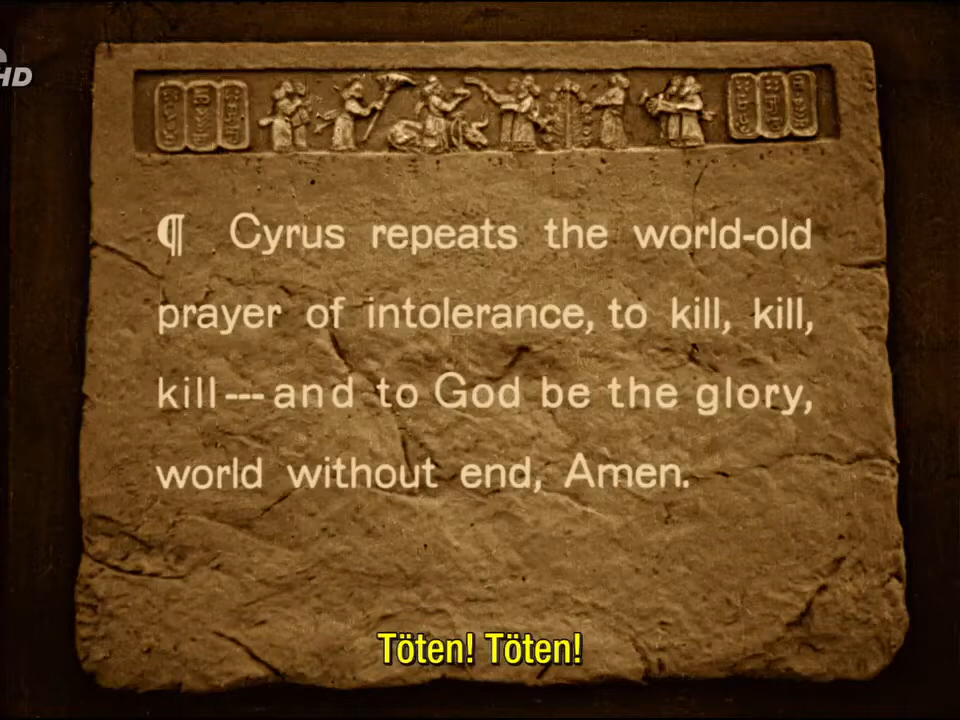 HD
¶ Cyrus repeats the world-old
prayer of intolerance, to kill, kill,
kill---and to God be the glory,
world without end, Amen.
Töten! Töten!